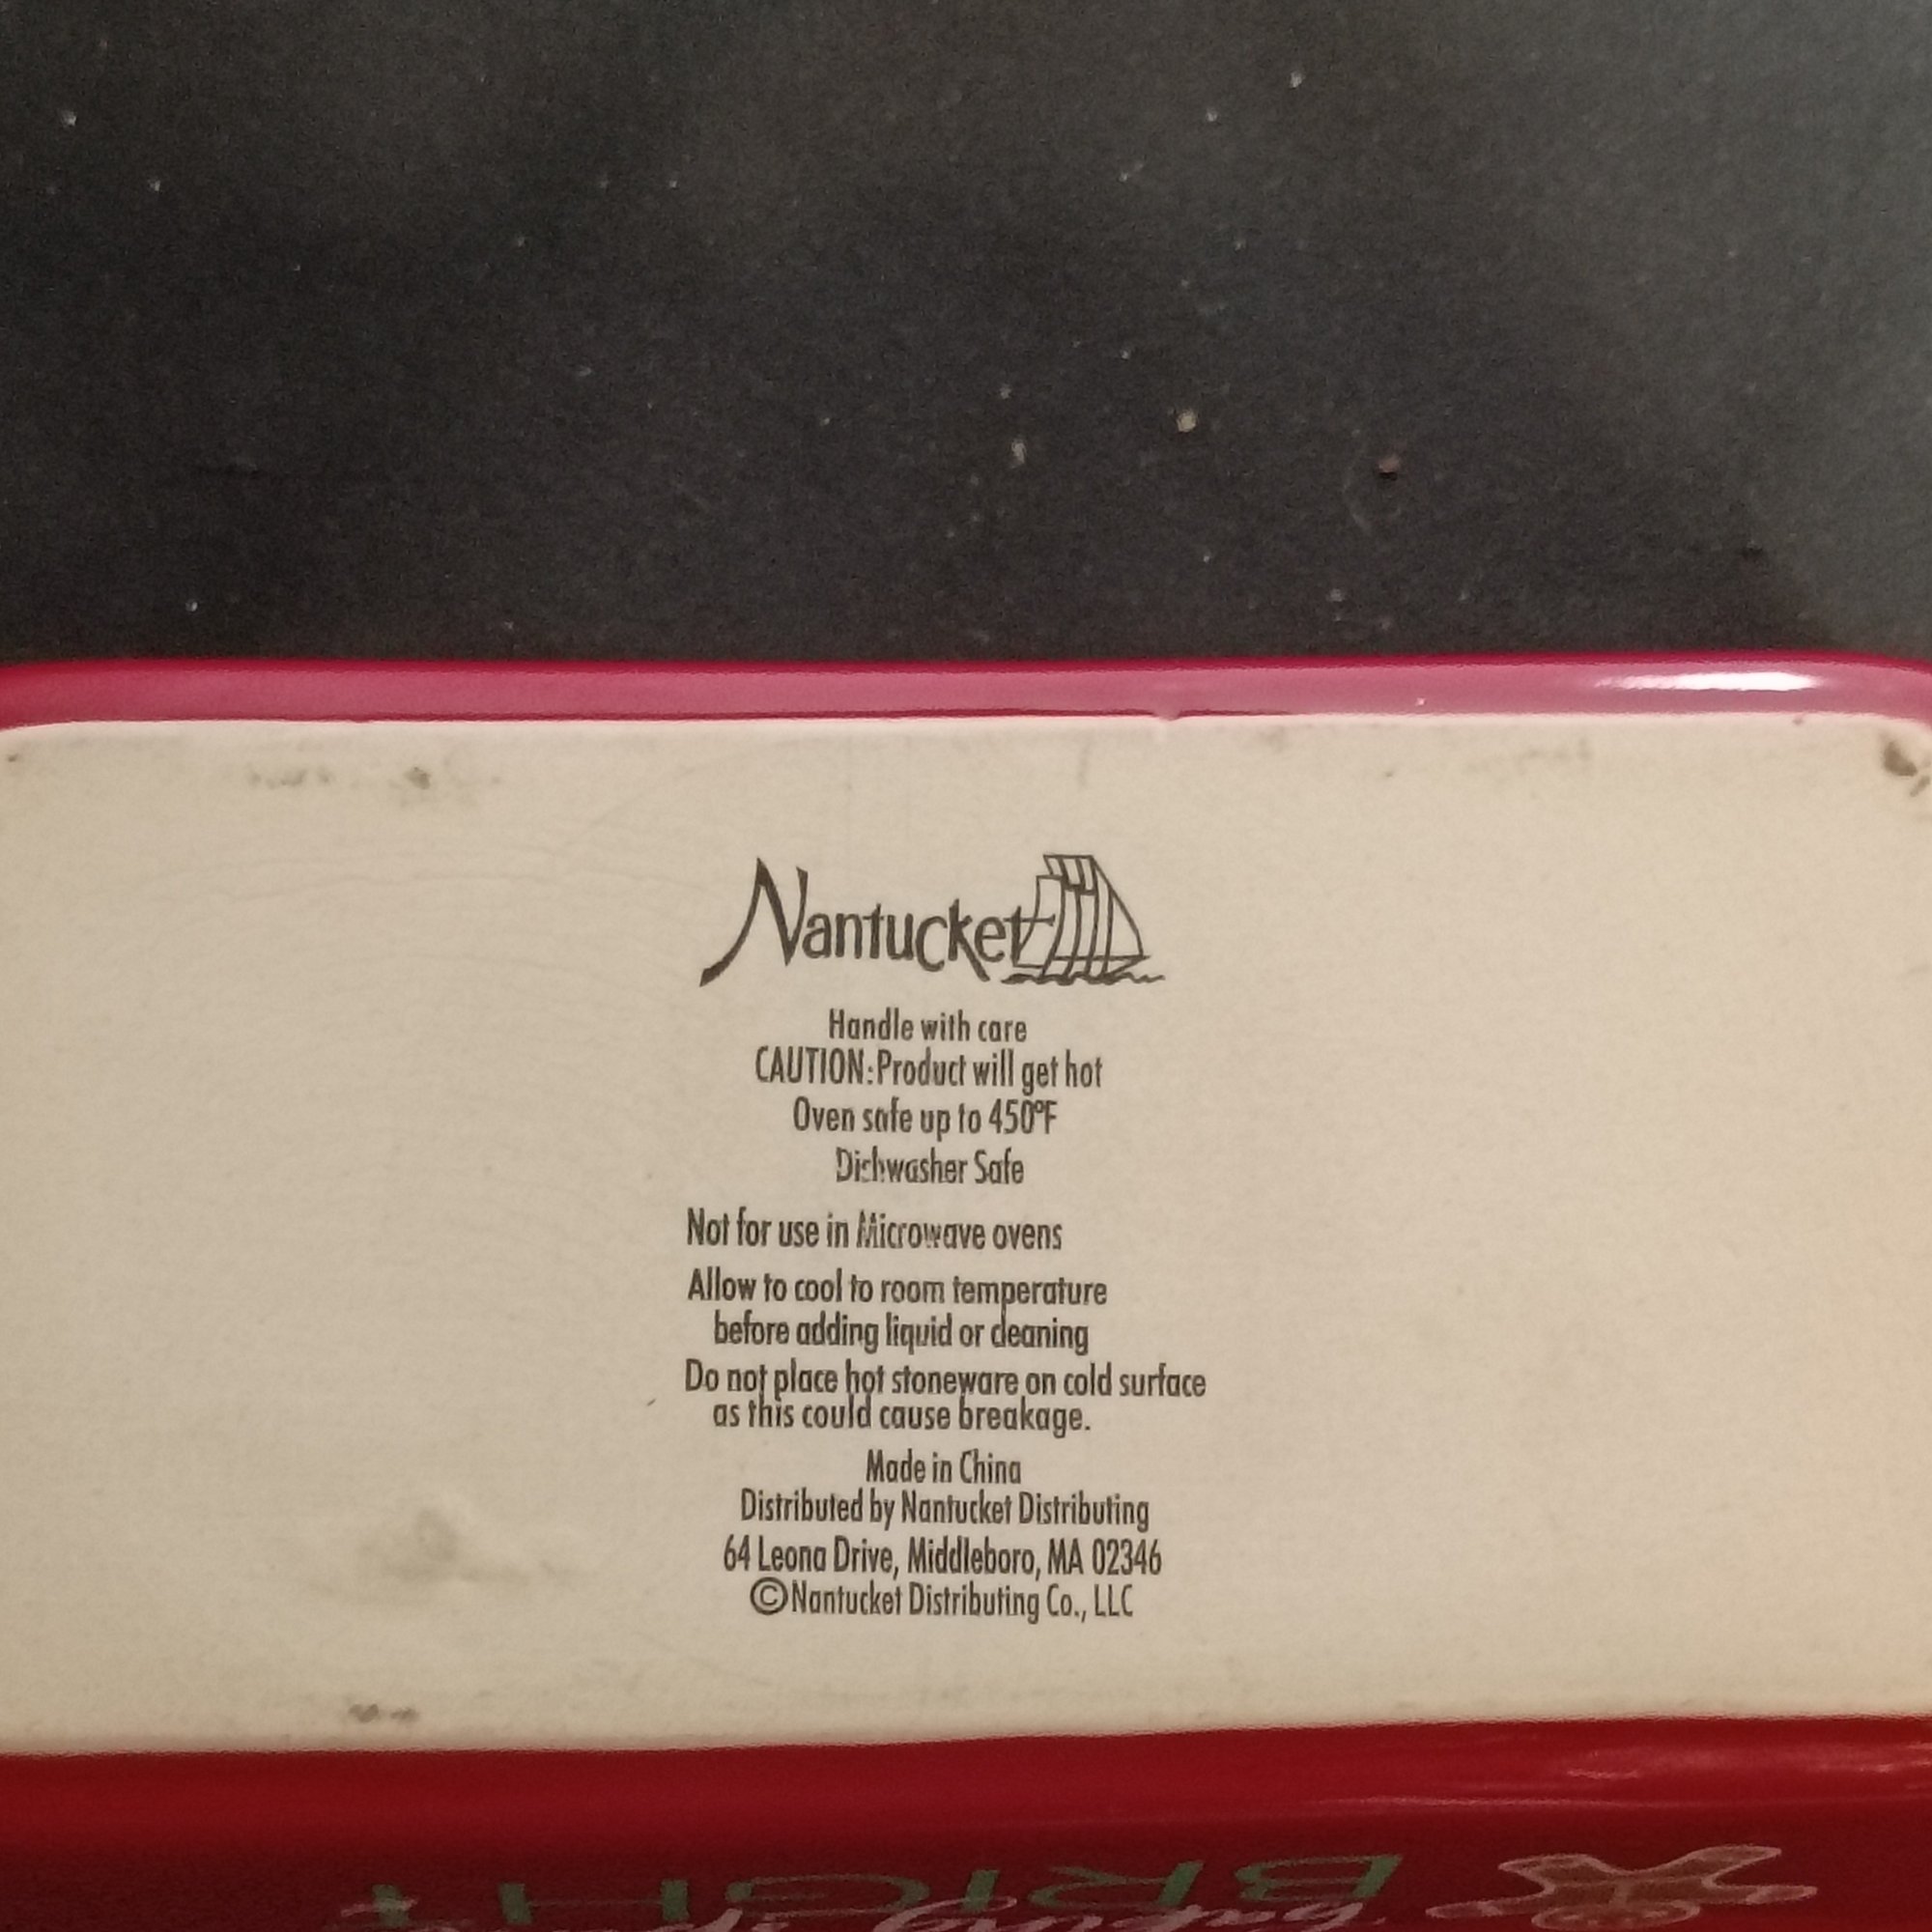 Nantucket
Handle with care
CAUTION: Product will get hot
Oven safe up to 450°F
Dishwasher Safe
Not for use in Microwave ovens
Allow to cool to room temperature
before adding liquid or cleaning
Do not place hot stoneware on cold surface
as this could cause breakage.
Made in China
Distributed by Nantucket Distributing
64 Leona Drive, Middleboro, MA 02346
©Nantucket Distributing Co., LLC
BRIGHT